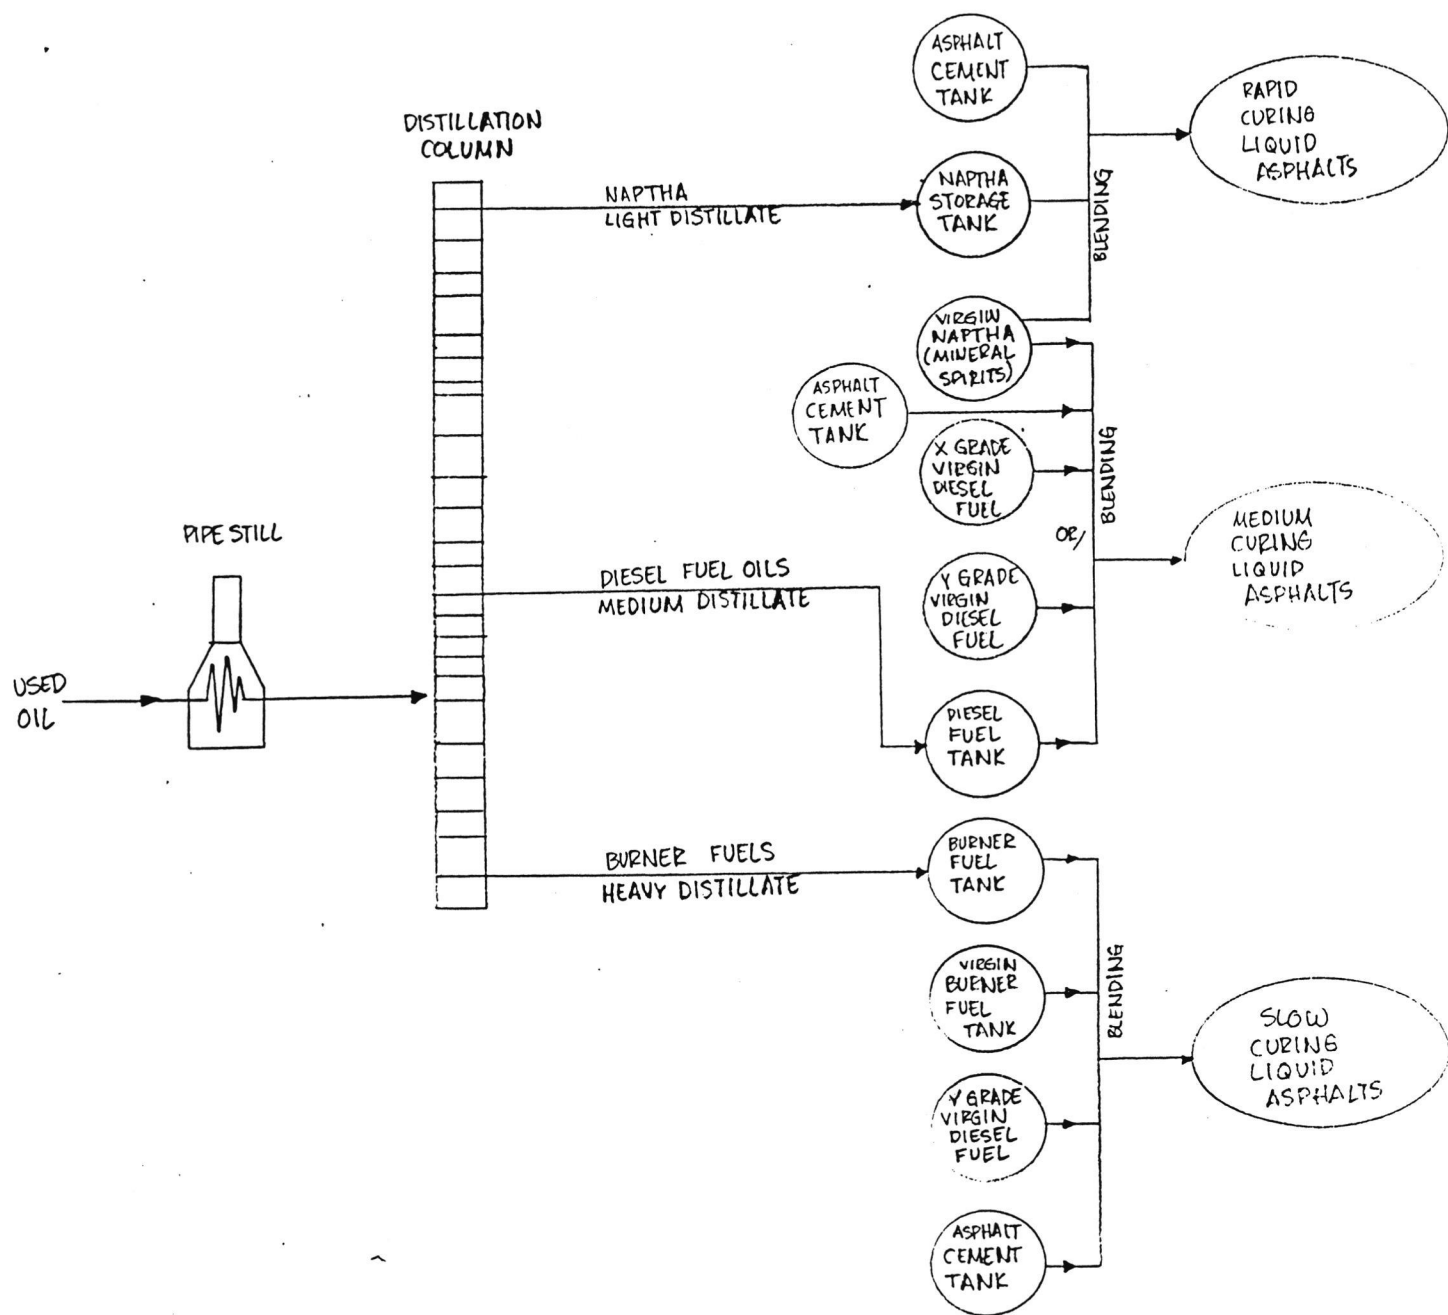 ASPHALT
CEMENT
TANK
RAPID
CURING
LIQUID
ASPHALTS
DISTILLATION
COLUMN
NAPTHA
LIGHT DISTILLATE
NAPTHA
STORAGE
TANK
BLENDING
VIRGIN
NAPTHA
(MINERAL
SPIRITS)
ASPHALT
CEMENT
TANK
X GRADE
VIRGIN
DIESEL
FUEL
BLENDING
OR/
MEDIUM
CURING
LIQUID
ASPHALTS
PIPE STILL
DIESEL FUEL OILS
MEDIUM DISTILLATE
Y GRADE
VIRGIN
DIESEL
FUEL
USED
OIL
DIESEL
FUEL
TANK
BURNER FUELS
HEAVY DISTILLATE
BURNER
FUEL
TANK
VIRGIN
BURNER
FUEL
TANK
BLENDING
SLOW
CURING
LIQUID
ASPHALTS
Y GRADE
VIRGIN
DIESEL
FUEL
ASPHALT
CEMENT
TANK